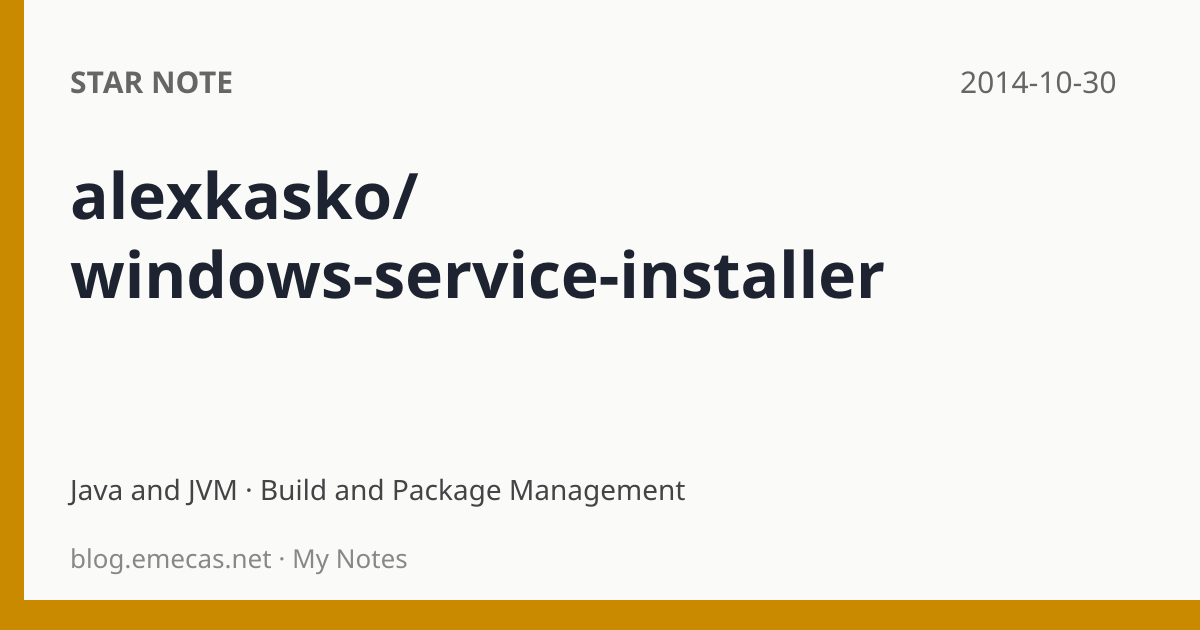 STAR NOTE
2014-10-30
alexkasko/
windows-service-installer
Java and JVM · Build and Package Management
blog.emecas.net · My Notes